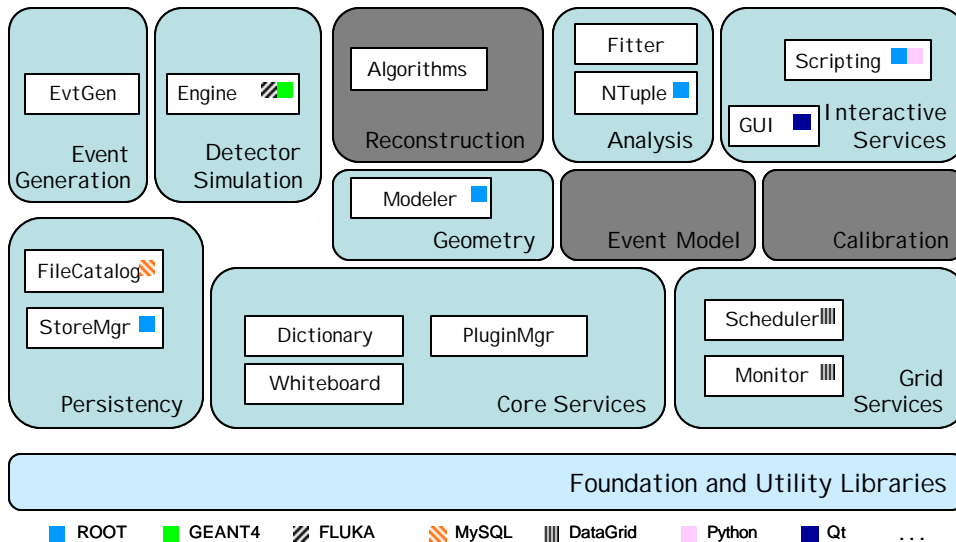 EvtGen
Event
Generation
Engine
Detector
Simulation
Algorithms
Reconstruction
Fitter
NTuple
Analysis
Scripting
GUI
Interactive
Services
Modeler
Geometry
Event Model
Calibration
FileCatalog
StoreMgr
Persistency
Dictionary
PluginMgr
Whiteboard
Core Services
Scheduler
Monitor
Grid
Services
Foundation and Utility Libraries
ROOT GEANT4 FLUKA MySQL DataGrid Python Qt ...